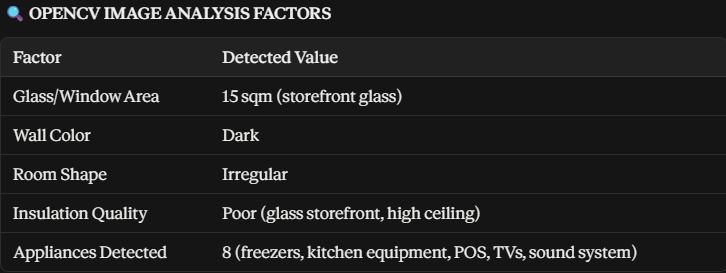 🔍 OPENCV IMAGE ANALYSIS FACTORS
Factor Detected Value
Glass/Window Area 15 sqm (storefront glass)
Wall Color Dark
Room Shape Irregular
Insulation Quality Poor (glass storefront, high ceiling)
Appliances Detected 8 (freezers, kitchen equipment, POS, TVs, sound system)